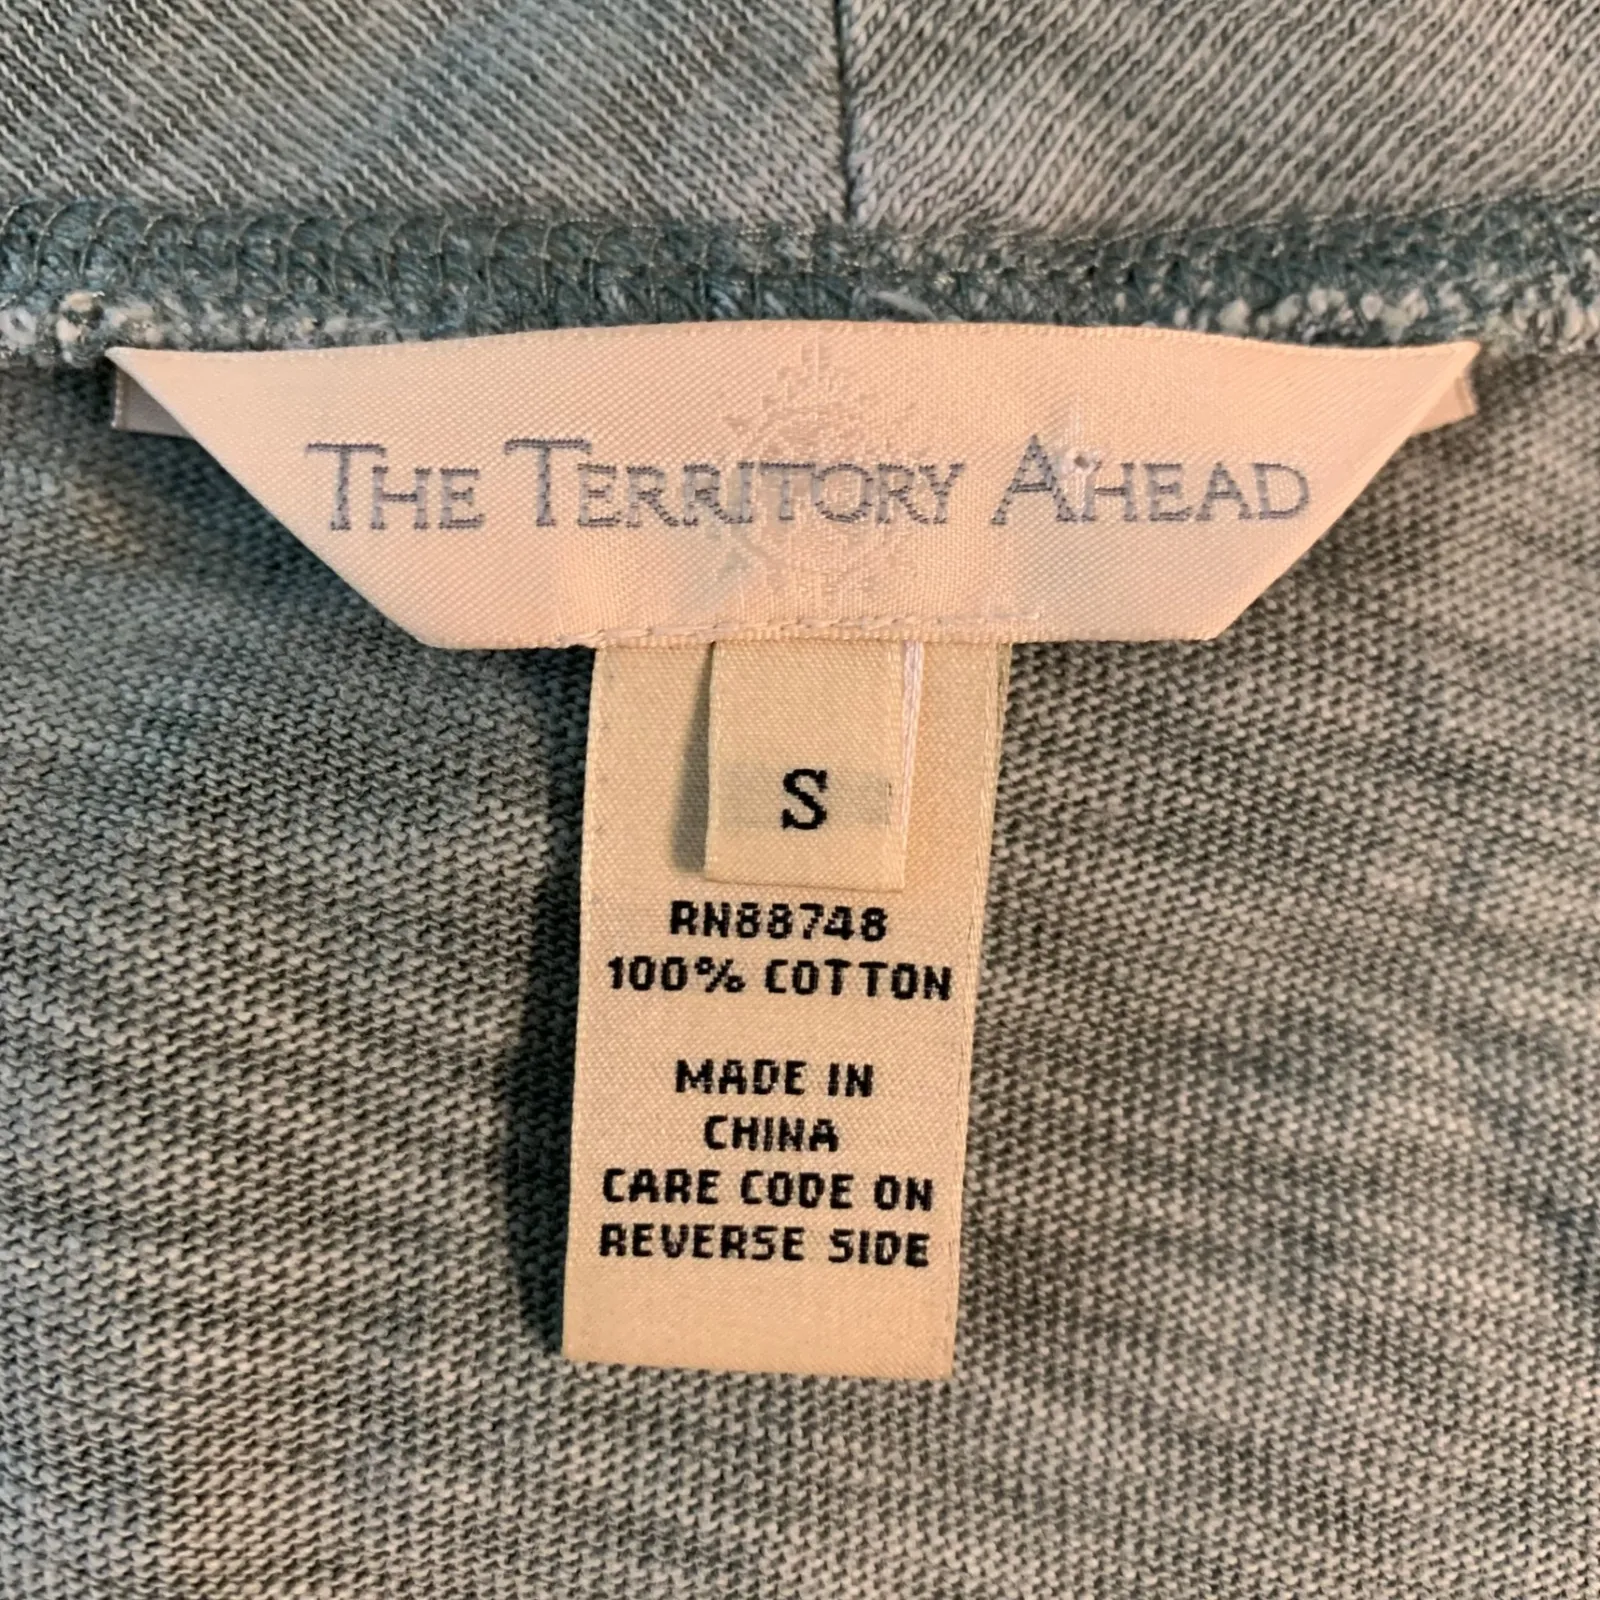 THE TERRITORY AHEAD
S
RN88748
100% COTTON
MADE IN
CHINA
CARE CODE ON
REVERSE SIDE